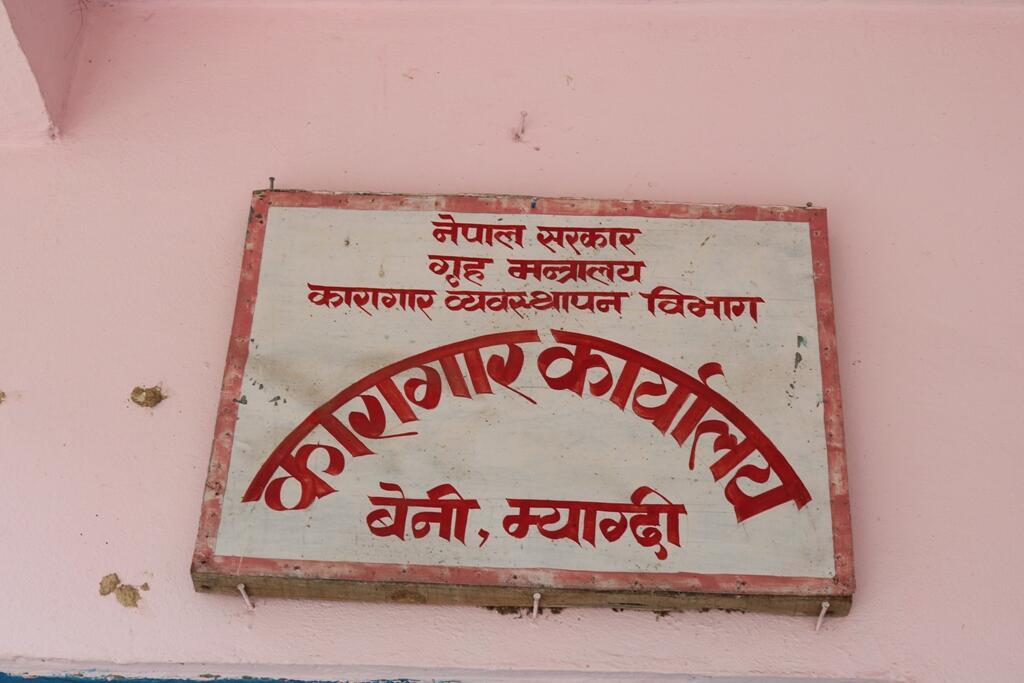 नेपाल सरकार
गृह मन्त्रालय
कारागार व्यवस्थापन विभाग
कारागार कार्यालय
बेनी, म्याग्दी